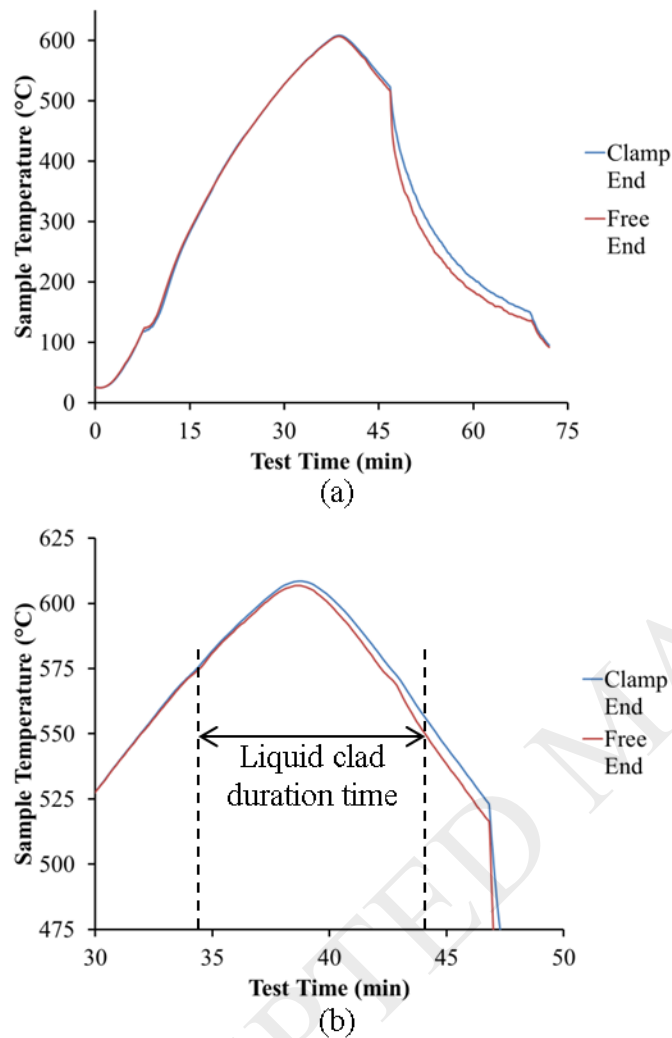 600
500
400
300
200
100
0
Sample Temperature (°C)
0 15 30 45 60 75
Test Time (min)
Clamp
End
Free
End
(a)
625
600
575
550
525
500
475
Sample Temperature (°C)
30 35 40 45 50
Test Time (min)
Liquid clad
duration time
Clamp
End
Free
End
(b)